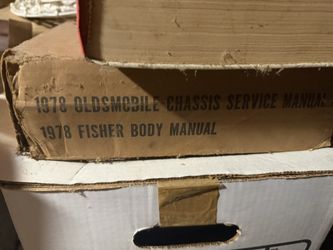 1978 OLDSMOBILE CHASSIS SERVICE MANUAL
1978 FISHER BODY MANUAL